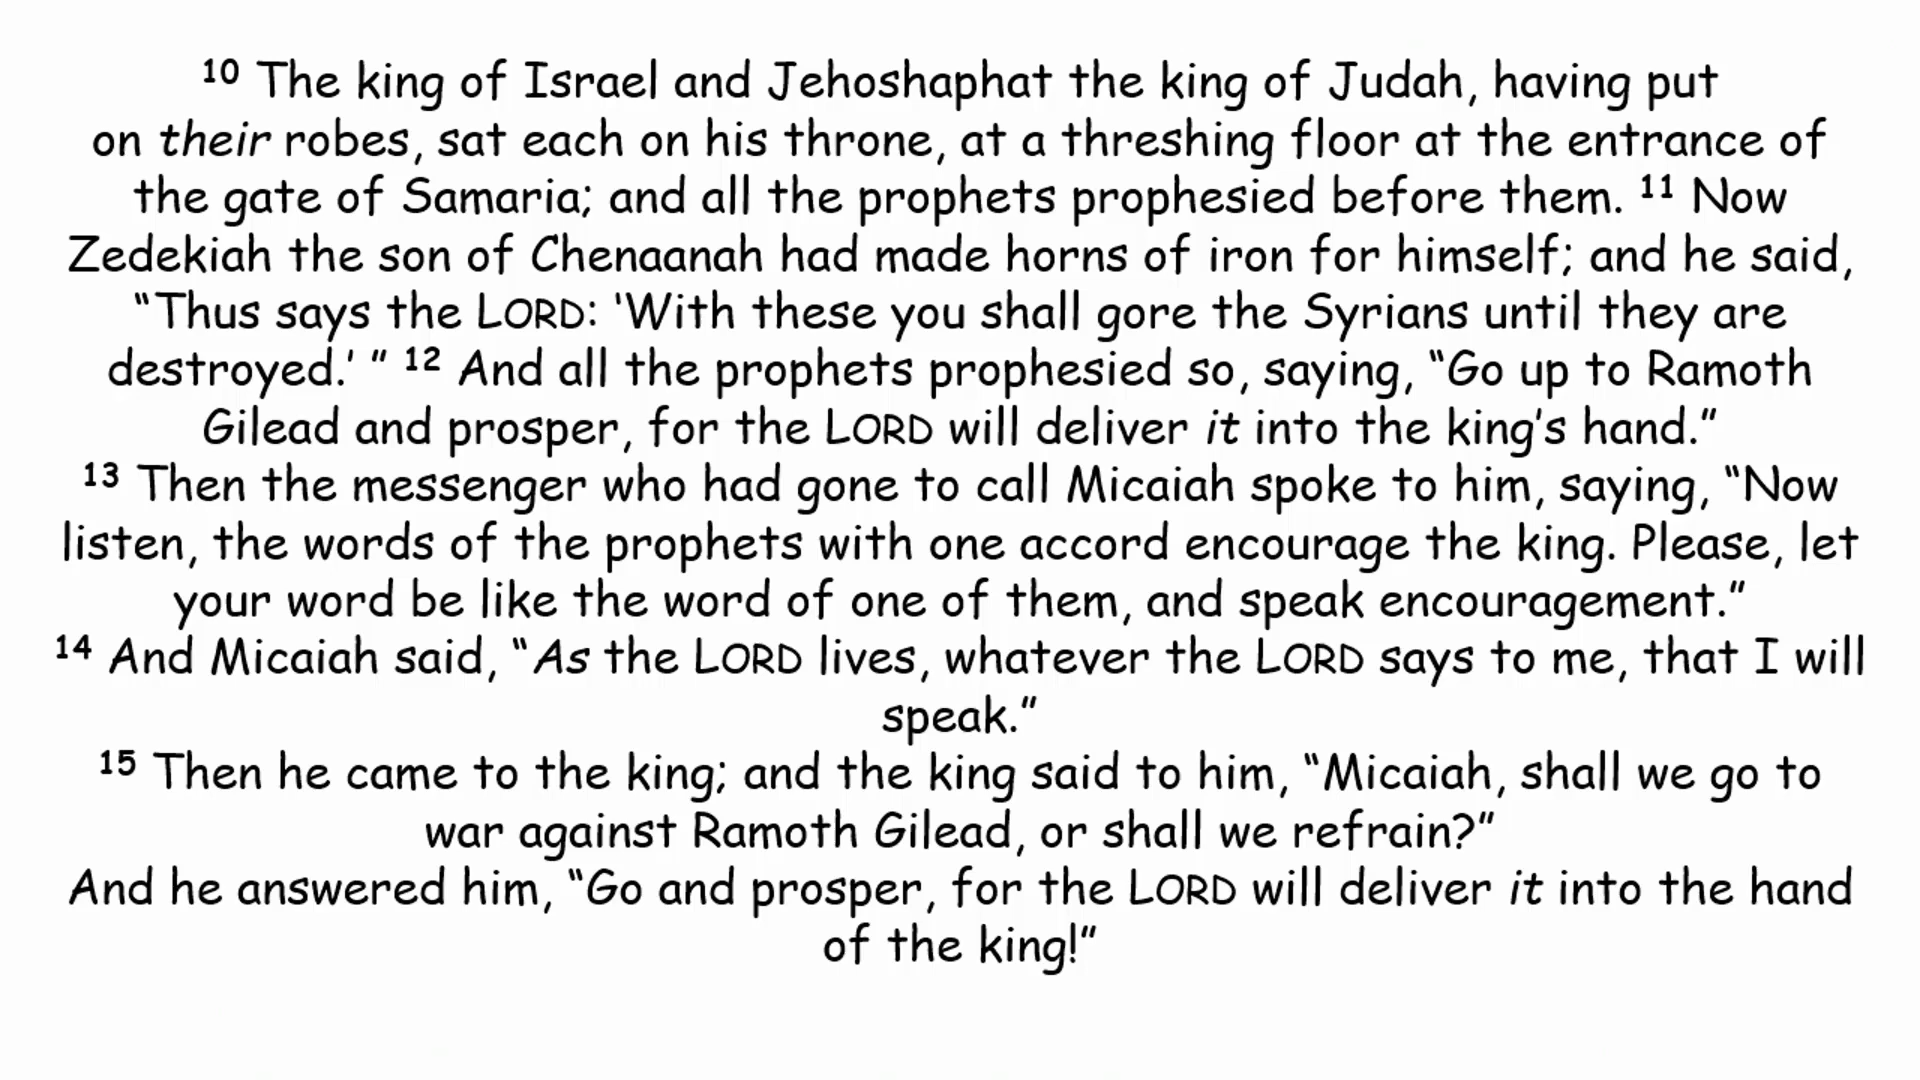 10 The king of Israel and Jehoshaphat the king of Judah, having put
on their robes, sat each on his throne, at a threshing floor at the entrance of
the gate of Samaria; and all the prophets prophesied before them. 11 Now
Zedekiah the son of Chenaanah had made horns of iron for himself; and he said,
“Thus says the LORD: ‘With these you shall gore the Syrians until they are
destroyed.’ ” 12 And all the prophets prophesied so, saying, “Go up to Ramoth
Gilead and prosper, for the LORD will deliver it into the king’s hand.”
13 Then the messenger who had gone to call Micaiah spoke to him, saying, “Now
listen, the words of the prophets with one accord encourage the king. Please, let
your word be like the word of one of them, and speak encouragement.”
14 And Micaiah said, “As the LORD lives, whatever the LORD says to me, that I will
speak.”
15 Then he came to the king; and the king said to him, “Micaiah, shall we go to
war against Ramoth Gilead, or shall we refrain?”
And he answered him, “Go and prosper, for the LORD will deliver it into the hand
of the king!”